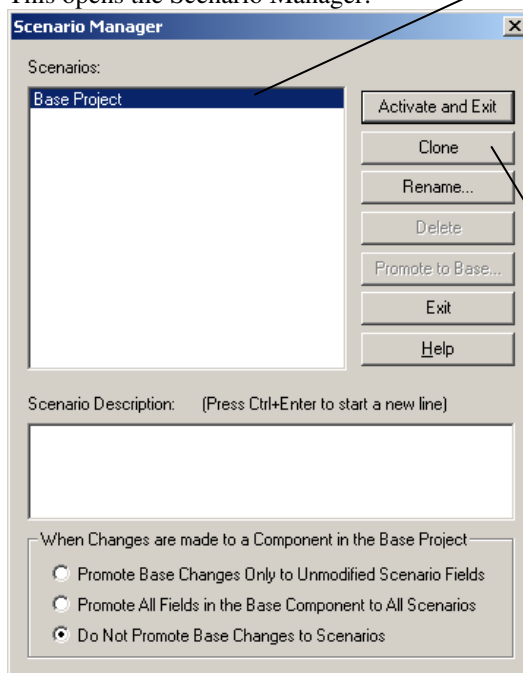 This opens the Scenario Manager.
Scenario Manager
Scenarios:
Base Project
Activate and Exit
Clone
Rename...
Delete
Promote to Base...
Exit
Help
Scenario Description: (Press Ctrl+Enter to start a new line)
When Changes are made to a Component in the Base Project
Promote Base Changes Only to Unmodified Scenario Fields
Promote All Fields in the Base Component to All Scenarios
Do Not Promote Base Changes to Scenarios